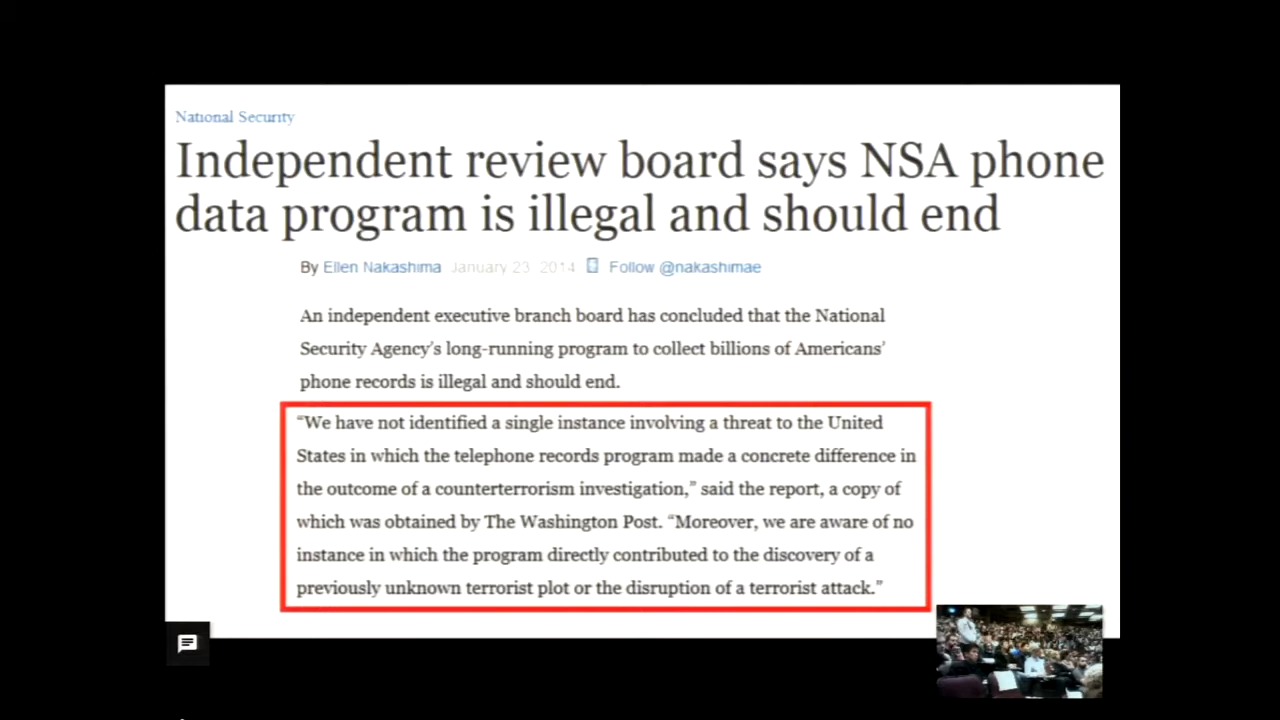 National Security
Independent review board says NSA phone
data program is illegal and should end
By Ellen Nakashima January 23, 2014 Follow @nakashimae
An independent executive branch board has concluded that the National
Security Agency's long-running program to collect billions of Americans'
phone records is illegal and should end.
“We have not identified a single instance involving a threat to the United
States in which the telephone records program made a concrete difference in
the outcome of a counterterrorism investigation,” said the report, a copy of
which was obtained by The Washington Post. “Moreover, we are aware of no
instance in which the program directly contributed to the discovery of a
previously unknown terrorist plot or the disruption of a terrorist attack.”